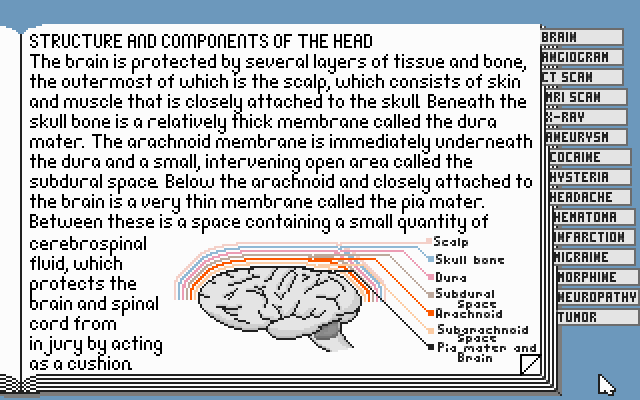 STRUCTURE AND COMPONENTS OF THE HEAD
The brain is protected by several layers of tissue and bone,
the outermost of which is the scalp, which consists of skin
and muscle that is closely attached to the skull. Beneath the
skull bone is a relatively thick membrane called the dura
mater. The arachnoid membrane is immediately underneath
the dura and a small, intervening open area called the
subdural space. Below the arachnoid and closely attached to
the brain is a very thin membrane called the pia mater.
Between these is a space containing a small quantity of
cerebrospinal
fluid, which
protects the
brain and spinal
cord from
injury by acting
as a cushion.
Scalp
Skull bone
Dura
Subdural
Space
Arachnoid
Subarachnoid
Space
Pia mater and
Brain
BRAIN
ANGIOGRAM
CT SCAN
MRI SCAN
X-RAY
ANEURYSM
COCAINE
HYSTERIA
HEADACHE
HEMATOMA
INFARCTION
MIGRAINE
MORPHINE
NEUROPATHY
TUMOR